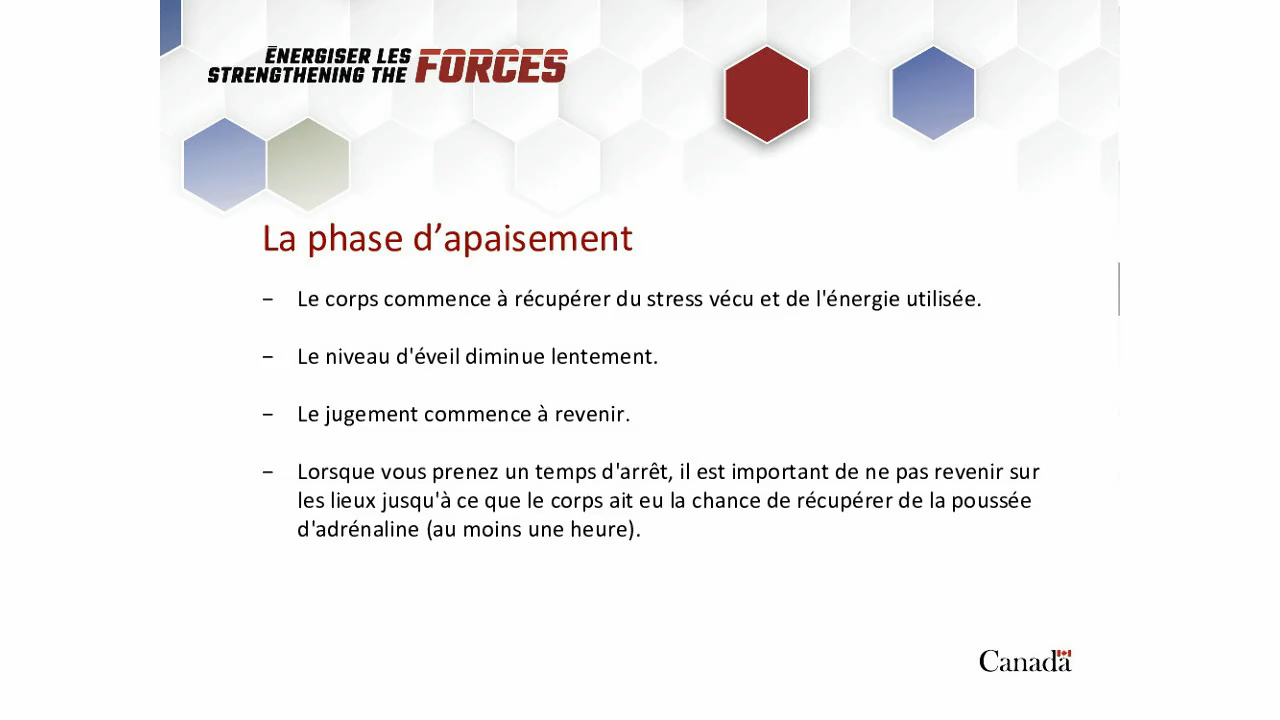 ÉNERGISER LES
STRENGTHENING THE FORCES
La phase d’apaisement
– Le corps commence à récupérer du stress vécu et de l'énergie utilisée.
– Le niveau d'éveil diminue lentement.
– Le jugement commence à revenir.
– Lorsque vous prenez un temps d'arrêt, il est important de ne pas revenir sur
les lieux jusqu'à ce que le corps ait eu la chance de récupérer de la poussée
d'adrénaline (au moins une heure).
Canada